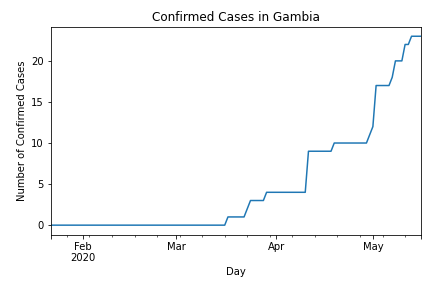 Confirmed Cases in Gambia
Number of Confirmed Cases
20
15
10
5
0
Feb Mar Apr May
2020
Day